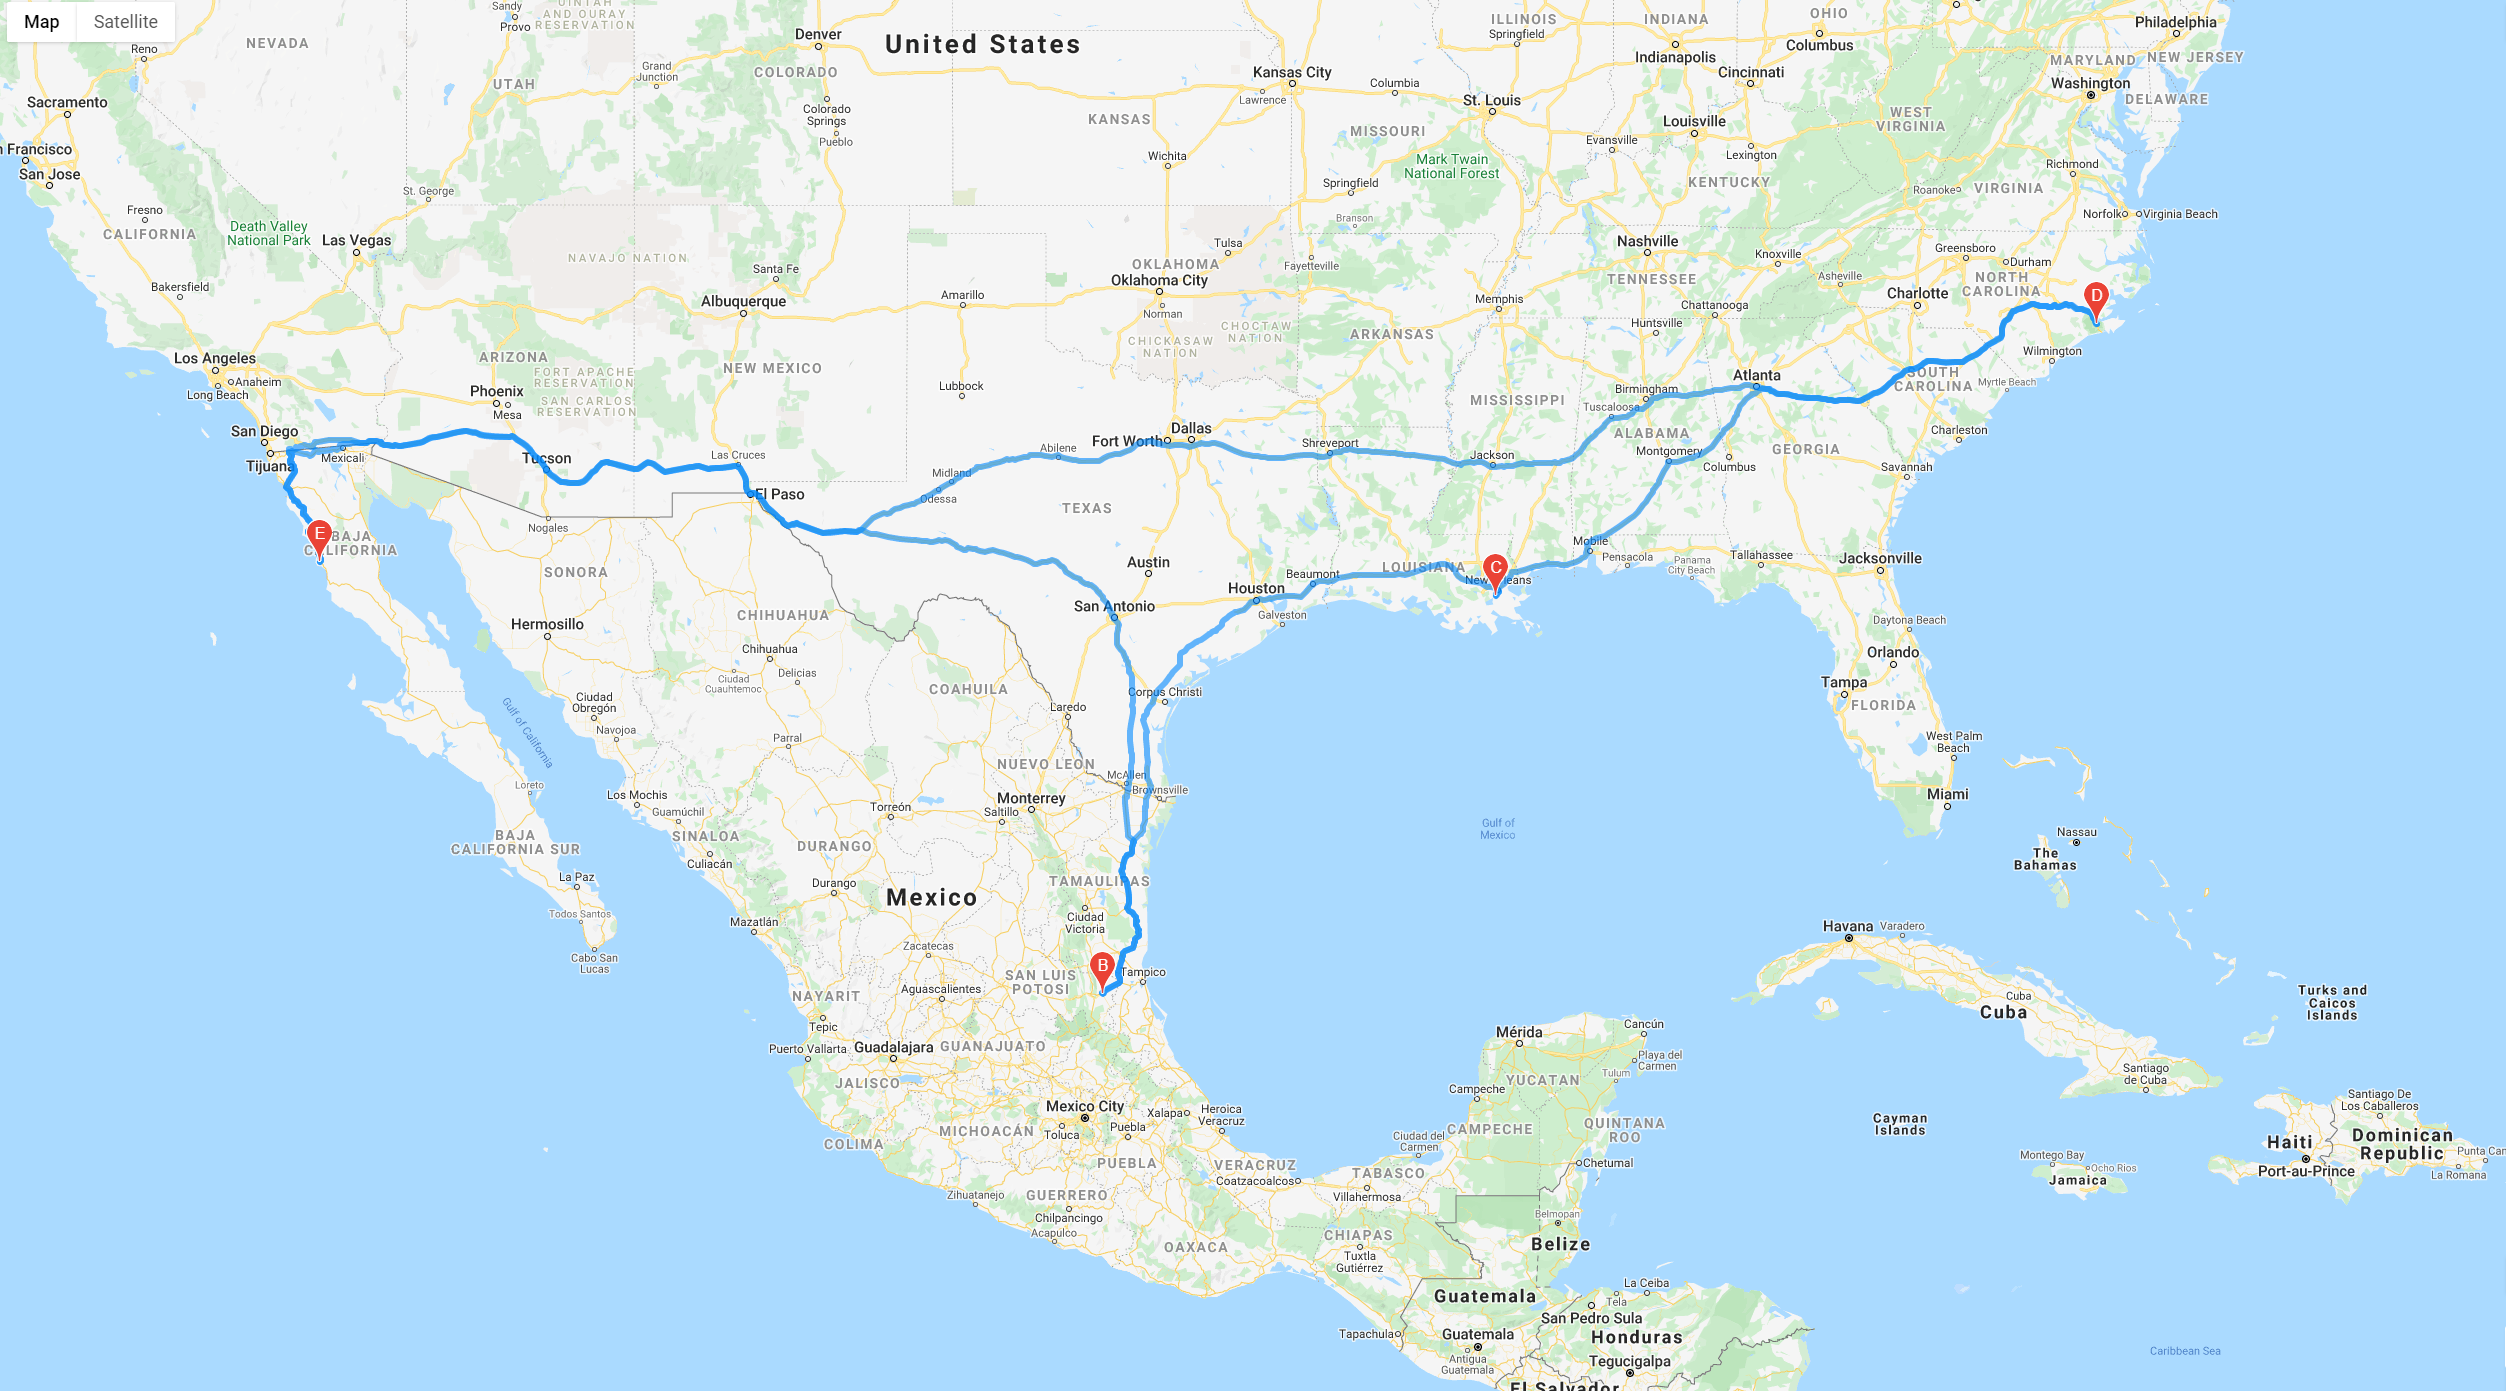 Map
Satellite
United States
Mexico
Sandy
Provo
UINTAH
AND OURAY
RESERVATION
Reno
NEVADA
UTAH
Grand
Junction
Denver
COLORADO
Colorado
Springs
Pueblo
Kansas City
Lawrence
Columbia
KANSAS
Wichita
St. Louis
MISSOURI
Mark Twain
National Forest
Springfield
Branson
ILLINOIS
Springfield
INDIANA
Indianapolis
OHIO
Columbus
Cincinnati
Louisville
Lexington
Evansville
KENTUCKY
WEST
VIRGINIA
Philadelphia
MARYLAND
NEW JERSEY
Washington
DELAWARE
Richmond
Roanoke
VIRGINIA
Norfolk
Virginia Beach
Sacramento
n Francisco
San Jose
Fresno
CALIFORNIA
Death Valley
National Park
Las Vegas
St. George
Bakersfield
Los Angeles
Anaheim
Long Beach
San Diego
Tijuana
Mexicali
NAVAJO NATION
ARIZONA
FORT APACHE
RESERVATION
SAN CARLOS
RESERVATION
Phoenix
Mesa
Tucson
Nogales
Santa Fe
Albuquerque
NEW MEXICO
Las Cruces
El Paso
Amarillo
Lubbock
Midland
Odessa
Abilene
Fort Worth
Dallas
TEXAS
Austin
San Antonio
Houston
Galveston
Beaumont
Corpus Christi
Laredo
McAllen
Brownsville
Tulsa
OKLAHOMA
Oklahoma City
Norman
CHICKASAW
NATION
CHOCTAW
NATION
Fayetteville
ARKANSAS
Memphis
Nashville
TENNESSEE
Knoxville
Chattanooga
Huntsville
Asheville
Greensboro
Durham
NORTH
CAROLINA
Charlotte
D
Wilmington
Myrtle Beach
SOUTH
CAROLINA
Charleston
Savannah
Atlanta
Birmingham
Tuscaloosa
ALABAMA
Montgomery
Columbus
GEORGIA
MISSISSIPPI
Jackson
Shreveport
LOUISIANA
C
New Orleans
Mobile
Pensacola
Panama
City Beach
Tallahassee
Jacksonville
Daytona Beach
Orlando
Tampa
FLORIDA
West Palm
Beach
Miami
E
BAJA
CALIFORNIA
SONORA
Hermosillo
CHIHUAHUA
Chihuahua
Ciudad
Cuauhtemoc
Delicias
Ciudad
Obregón
Navojoa
Gulf of California
Parral
COAHUILA
NUEVO LEON
Monterrey
Saltillo
Torreón
Loreto
Los Mochis
Guamúchil
SINALOA
Culiacán
BAJA
CALIFORNIA SUR
La Paz
Todos Santos
Cabo San
Lucas
DURANGO
Durango
Mazatlán
Zacatecas
TAMAULIPAS
Ciudad
Victoria
B
Tampico
SAN LUIS
POTOSI
Aguascalientes
NAYARIT
Tepic
Puerto Vallarta
Guadalajara
GUANAJUATO
JALISCO
COLIMA
MICHOACÁN
Mexico City
Toluca
Puebla
Xalapa
Heroica
Veracruz
PUEBLA
VERACRUZ
Coatzacoalcos
GUERRERO
Zihuatanejo
Chilpancingo
Acapulco
OAXACA
Gulf of
Mexico
Mérida
Cancún
Playa del
Carmen
YUCATAN
Tulum
Campeche
CAMPECHE
QUINTANA
ROO
Ciudad del
Carmen
TABASCO
Villahermosa
Chetumal
CHIAPAS
Tuxtla
Gutiérrez
Tapachula
Belmopan
Belize
Guatemala
Guatemala
Antigua
Guatemala
La Ceiba
Tela
San Pedro Sula
Honduras
Tegucigalpa
El Salvador
Nassau
The
Bahamas
Havana
Varadero
Cuba
Cuba
Santiago
de Cuba
Turks and
Caicos
Islands
Cayman
Islands
Montego Bay
Ocho Rios
Jamaica
Haiti
Port-au-Prince
Santiago De
Los Caballeros
Dominican
Republic
Punta Can
La Romana
Caribbean Sea